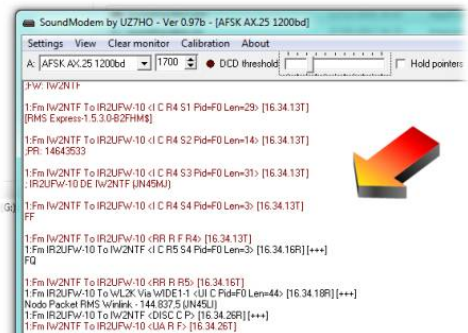 SoundModem by UZ7HO - Ver 0.97b - [AFSK AX.25 1200bd]
Settings View Clear monitor Calibration About
A: AFSK AX.25 1200bd 1700 DCD threshold Hold pointers
;FW: IW2NTF
1:Fm IW2NTF To IR2UFW-10 <I C R4 S1 Pid=F0 Len=29> [16.34.13T]
[RMS Express-1.5.3.0-B2FHM$]
1:Fm IW2NTF To IR2UFW-10 <I C R4 S2 Pid=F0 Len=14> [16.34.13T]
;PR: 14643533
1:Fm IW2NTF To IR2UFW-10 <I C R4 S3 Pid=F0 Len=31> [16.34.13T]
; IR2UFW-10 DE IW2NTF (JN45MJ)
1:Fm IW2NTF To IR2UFW-10 <I C R4 S4 Pid=F0 Len=3> [16.34.13T]
FF
1:Fm IW2NTF To IR2UFW-10 <RR R F R4> [16.34.13T]
1:Fm IR2UFW-10 To IW2NTF <I C R5 S4 Pid=F0 Len=3> [16.34.16R] [+++]
FQ
1:Fm IW2NTF To IR2UFW-10 <RR R R5> [16.34.16T]
1:Fm IR2UFW-10 To WL2K Via WIDE1-1 <UI C Pid=F0 Len=44> [16.34.18R] [+++]
Nodo Packet RMS Winlink - 144.837,5 (JN45LI)
1:Fm IR2UFW-10 To IW2NTF <DISC C P> [16.34.26R] [+++]
1:Fm IW2NTF To IR2UFW-10 <UA R F> [16.34.26T]